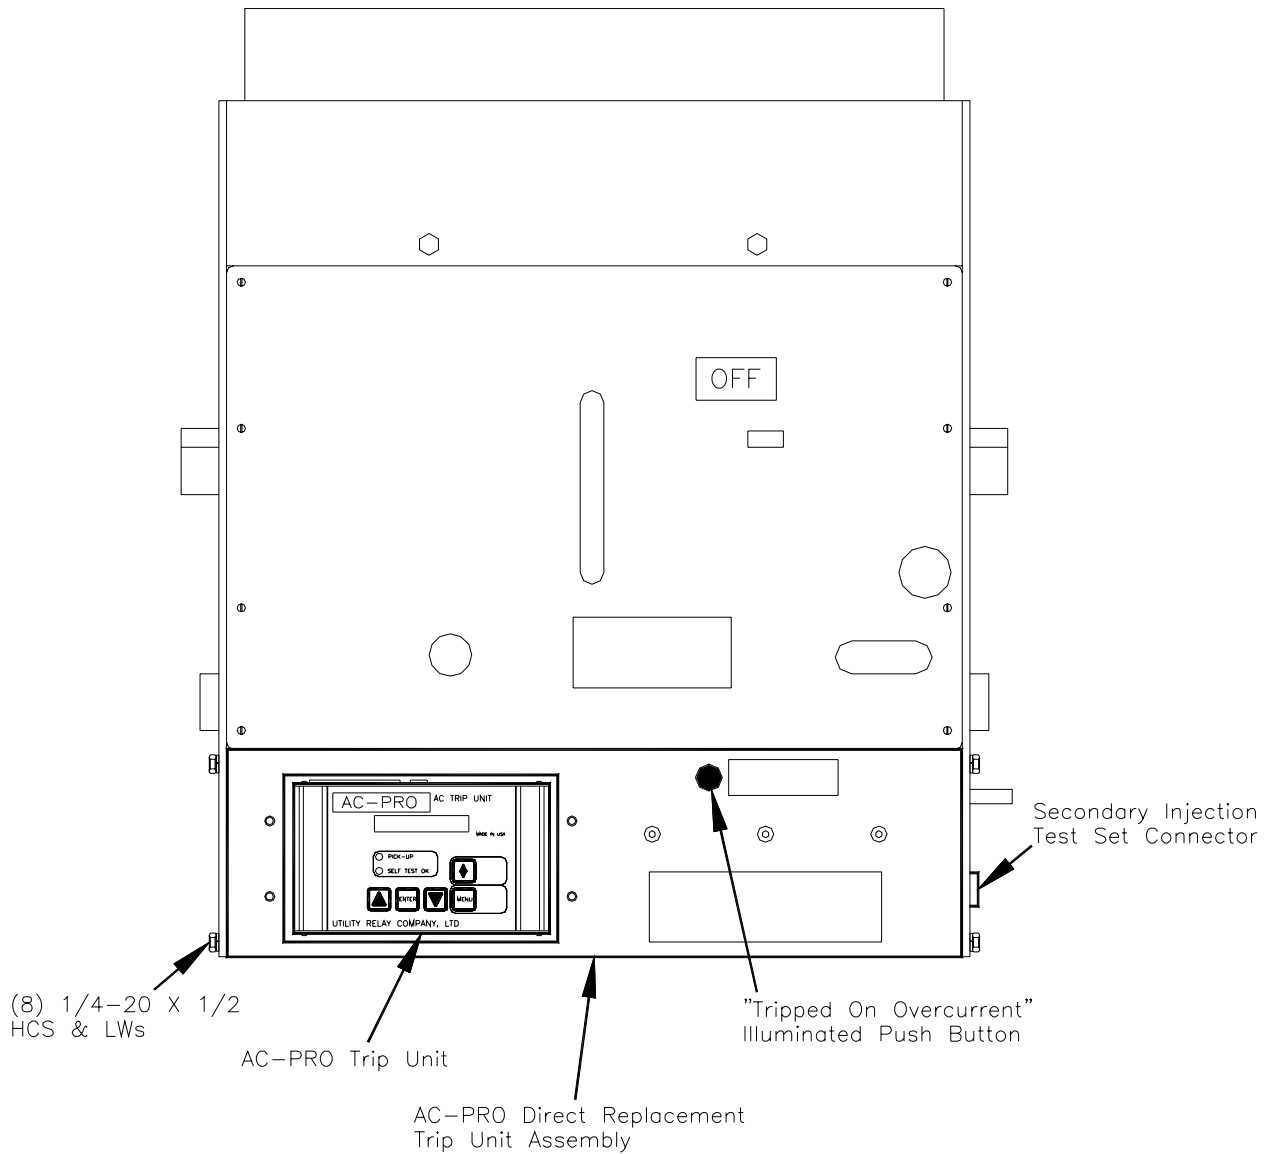 OFF
AC-PRO AC TRIP UNIT
MADE IN USA
PICK-UP
SELF TEST OK
ENTER
MENU
UTILITY RELAY COMPANY, LTD
Secondary Injection
Test Set Connector
(8) 1/4-20 X 1/2
HCS & LWs
"Tripped On Overcurrent"
Illuminated Push Button
AC-PRO Trip Unit
AC-PRO Direct Replacement
Trip Unit Assembly